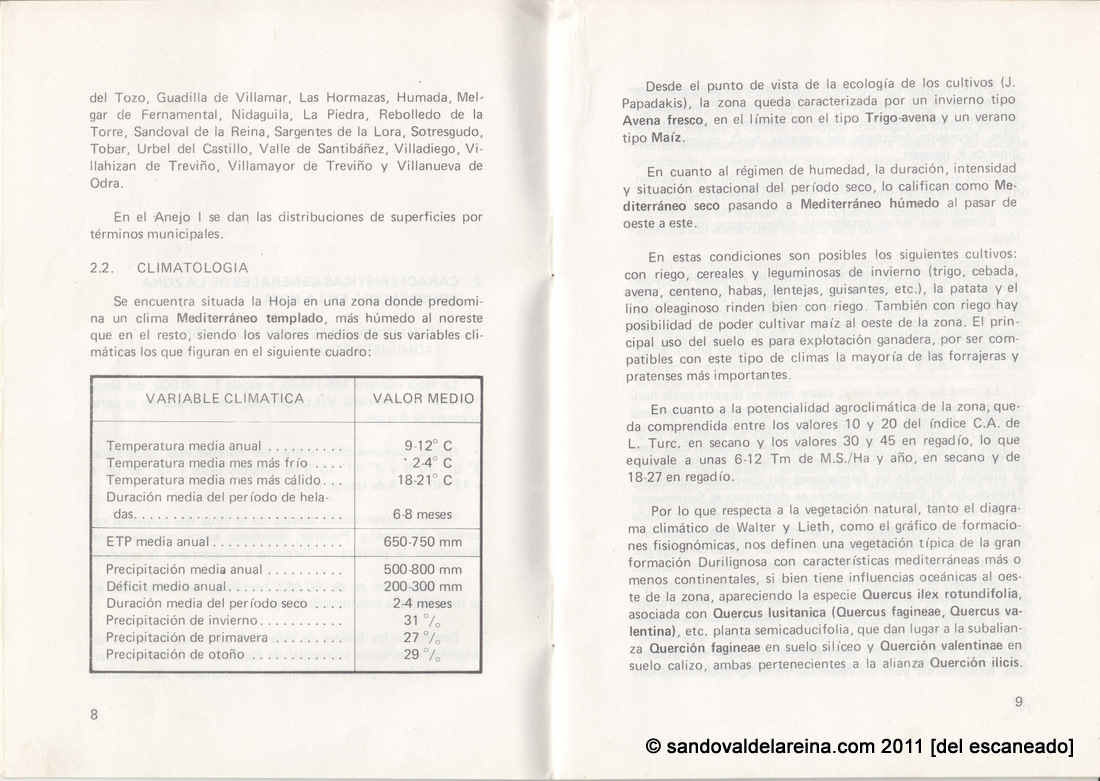 del Tozo, Guadilla de Villamar, Las Hormazas, Humada, Mel-
gar de Fernamental, Nidaguila, La Piedra, Rebolledo de la
Torre, Sandoval de la Reina, Sargentes de la Lora, Sotresgudo,
Tobar, Urbel del Castillo, Valle de Santibáñez, Villadiego, Vi-
llahizan de Treviño, Villamayor de Treviño y Villanueva de
Odra.
En el Anejo I se dan las distribuciones de superficies por
términos municipales.
2.2. CLIMATOLOGIA
Se encuentra situada la Hoja en una zona donde predomi-
na un clima Mediterráneo templado, más húmedo al noreste
que en el resto, siendo los valores medios de sus variables cli-
máticas los que figuran en el siguiente cuadro:
VARIABLE CLIMATICA VALOR MEDIO
Temperatura media anual .......... 9-12° C
Temperatura media mes más frío .... 2-4° C
Temperatura media mes más cálido... 18-21° C
Duración media del período de hela-
das.......................... 6-8 meses
ETP media anual................. 650-750 mm
Precipitación media anual .......... 500-800 mm
Déficit medio anual............... 200-300 mm
Duración media del período seco .... 2-4 meses
Precipitación de invierno........... 31 %
Precipitación de primavera ......... 27 %
Precipitación de otoño ............ 29 %
8
Desde el punto de vista de la ecología de los cultivos (J.
Papadakis), la zona queda caracterizada por un invierno tipo
Avena fresco, en el límite con el tipo Trigo-avena y un verano
tipo Maíz.
En cuanto al régimen de humedad, la duración, intensidad
y situación estacional del período seco, lo califican como Me-
diterráneo seco pasando a Mediterráneo húmedo al pasar de
oeste a este.
En estas condiciones son posibles los siguientes cultivos:
con riego, cereales y leguminosas de invierno (trigo, cebada,
avena, centeno, habas, lentejas, guisantes, etc.), la patata y el
lino oleaginoso rinden bien con riego. También con riego hay
posibilidad de poder cultivar maíz al oeste de la zona. El prin-
cipal uso del suelo es para explotación ganadera, por ser com-
patibles con este tipo de climas la mayoría de las forrajeras y
pratenses más importantes.
En cuanto a la potencialidad agroclimática de la zona, que-
da comprendida entre los valores 10 y 20 del índice C.A. de
L. Turc. en secano y los valores 30 y 45 en regadío, lo que
equivale a unas 6-12 Tm de M.S./Ha y año, en secano y de
18-27 en regadío.
Por lo que respecta a la vegetación natural, tanto el diagra-
ma climático de Walter y Lieth, como el gráfico de formacio-
nes fisiognómicas, nos definen una vegetación típica de la gran
formación Durilignosa con características mediterráneas más o
menos continentales, si bien tiene influencias oceánicas al oes-
te de la zona, apareciendo la especie Quercus ilex rotundifolia,
asociada con Quercus lusitanica (Quercus fagineae, Quercus va-
lentina), etc. planta semicaducifolia, que dan lugar a la subalian-
za Querción fagineae en suelo silíceo y Querción valentinae en
suelo calizo, ambas pertenecientes a la alianza Querción ilicis.
9
© sandovaldelareina.com 2011 [del escaneado]